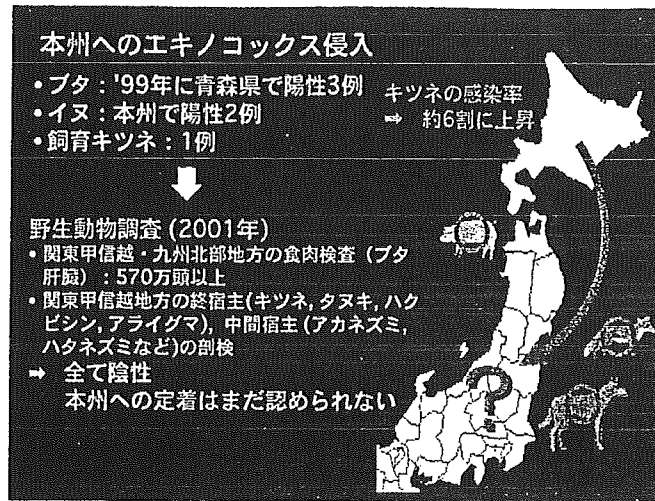 本州へのエキノコックス侵入
• ブタ：'99年に青森県で陽性3例
• イヌ：本州で陽性2例
• 飼育キツネ：1例
キツネの感染率
➡ 約6割に上昇
野生動物調査 (2001年)
• 関東甲信越・九州北部地方の食肉検査（ブタ
肝臓）：570万頭以上
• 関東甲信越地方の終宿主(キツネ, タヌキ, ハク
ビシン, アライグマ), 中間宿主 (アカネズミ,
ハタネズミなど)の剖検
➡ 全て陰性
本州への定着はまだ認められない
?